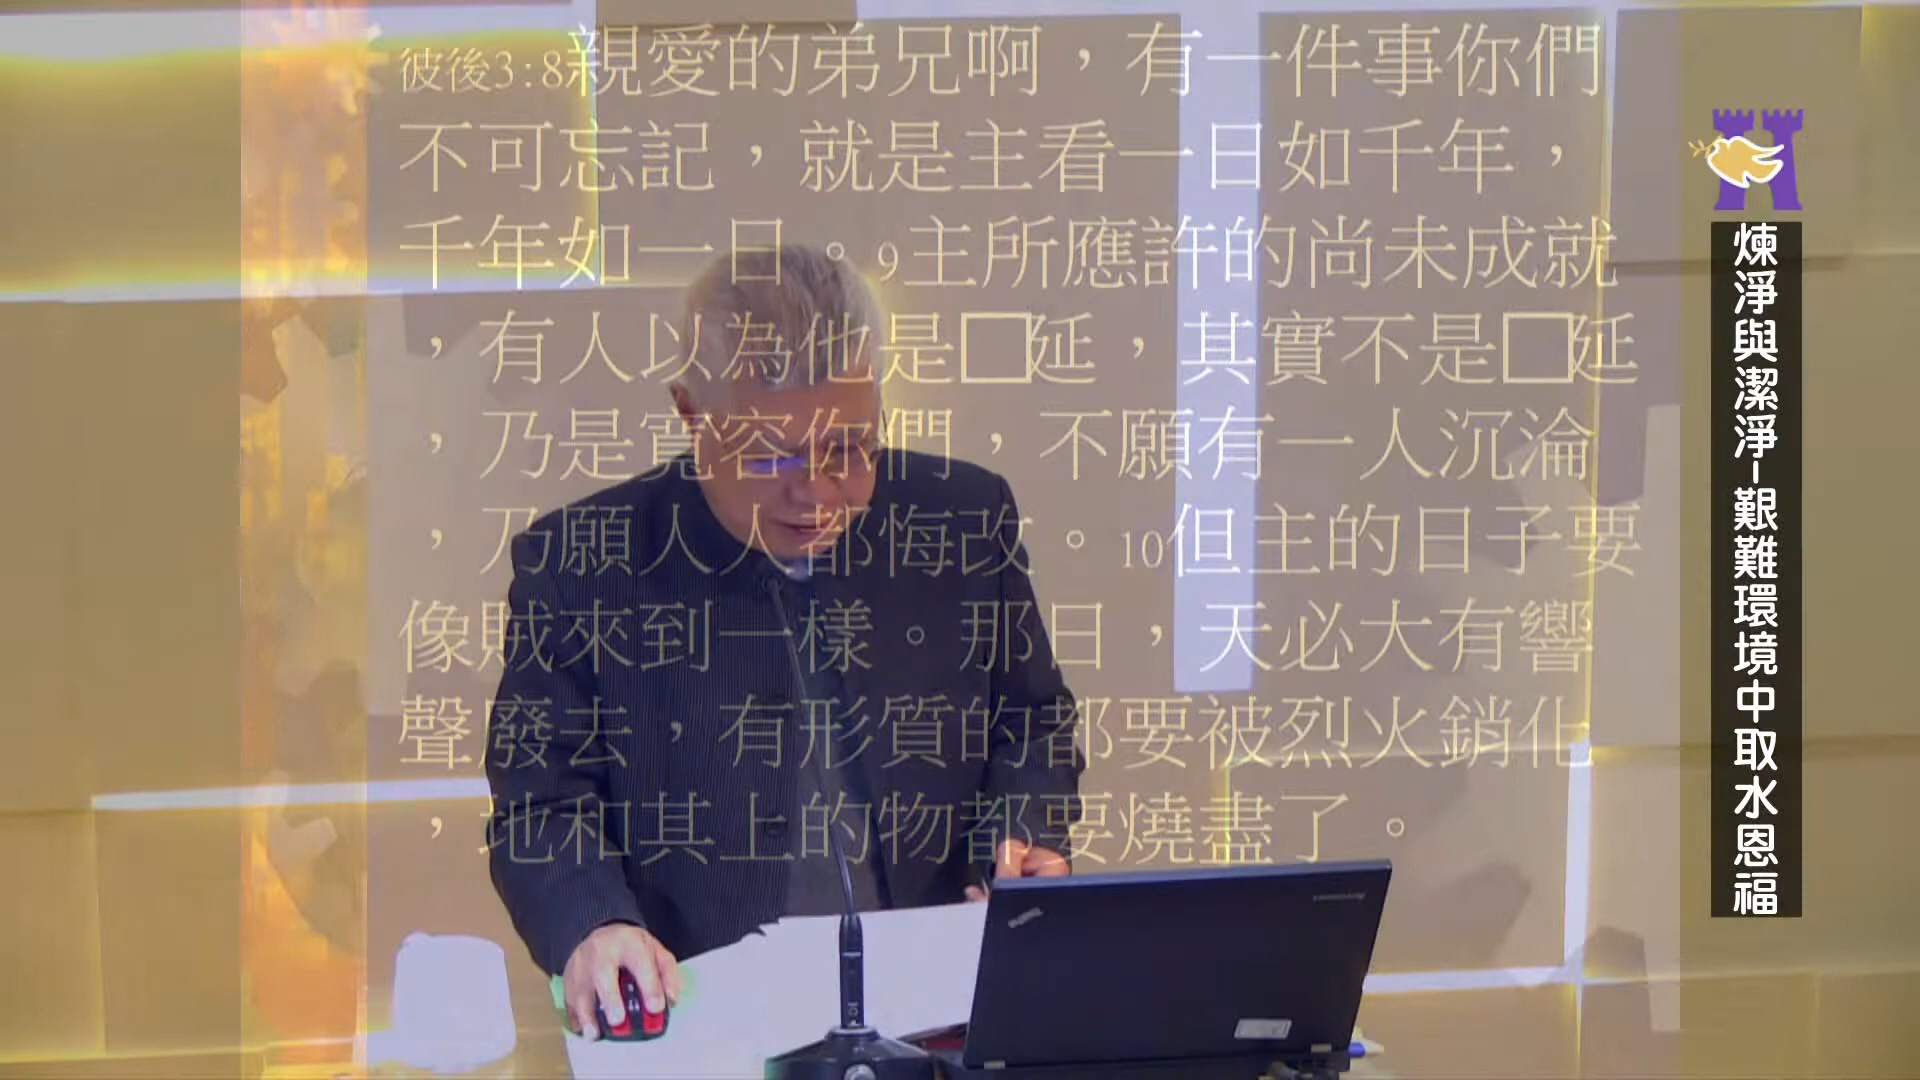 彼後3:8親愛的弟兄啊，有一件事你們
不可忘記，就是主看一日如千年，
千年如一日。9主所應許的尚未成就
，有人以為他是□延，其實不是□延
，乃是寬容你們，不願有一人沉淪
，乃願人人都悔改。10但主的日子要
像賊來到一樣。那日，天必大有響
聲廢去，有形質的都要被烈火銷化
，地和其上的物都要燒盡了。
煉淨與潔淨-艱難環境中取水恩福
ThinkPad